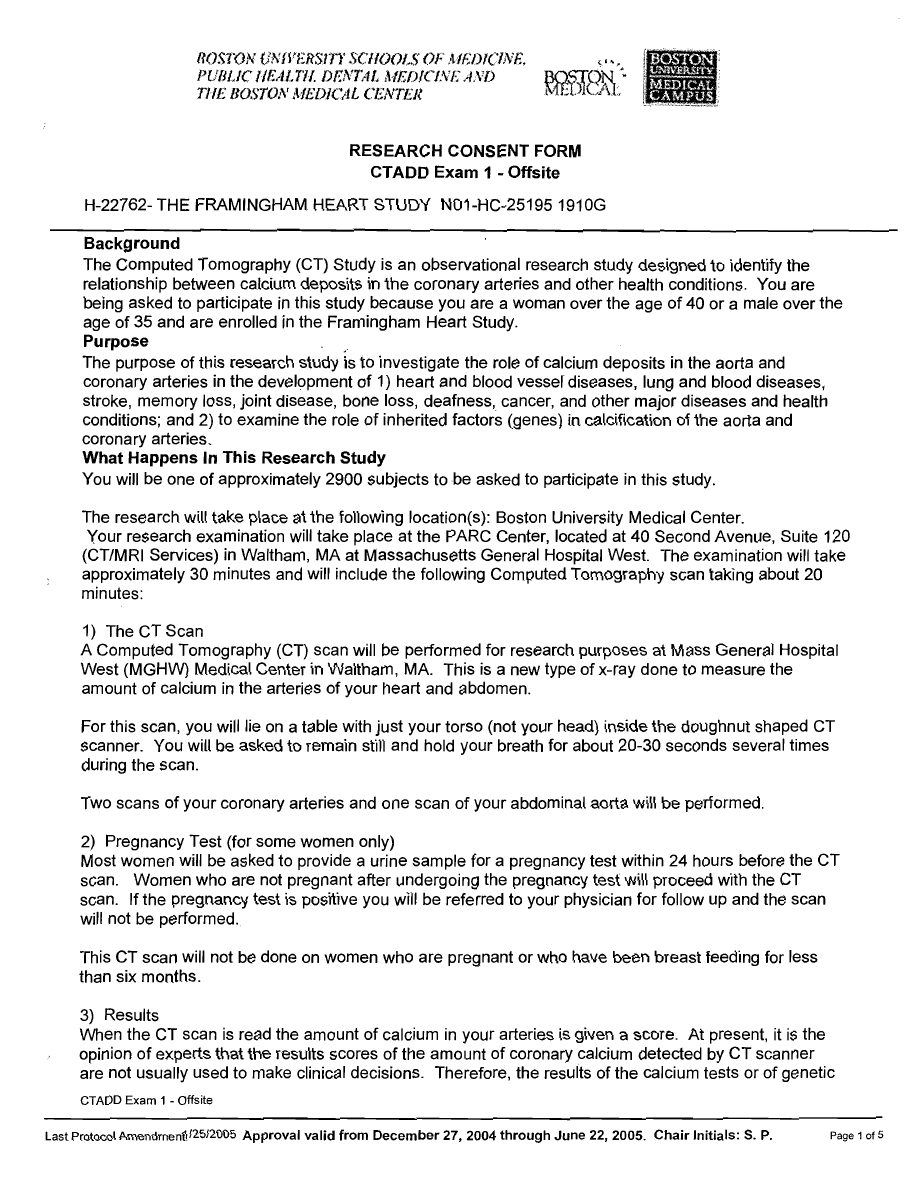 BOSTON UNIVERSITY SCHOOLS OF MEDICINE,
PUBLIC HEALTH, DENTAL MEDICINE AND
THE BOSTON MEDICAL CENTER
BOSTON
MEDICAL
BOSTON
UNIVERSITY
MEDICAL
CAMPUS
RESEARCH CONSENT FORM
CTADD Exam 1 - Offsite
H-22762- THE FRAMINGHAM HEART STUDY N01-HC-25195 1910G
Background
The Computed Tomography (CT) Study is an observational research study designed to identify the
relationship between calcium deposits in the coronary arteries and other health conditions. You are
being asked to participate in this study because you are a woman over the age of 40 or a male over the
age of 35 and are enrolled in the Framingham Heart Study.
Purpose
The purpose of this research study is to investigate the role of calcium deposits in the aorta and
coronary arteries in the development of 1) heart and blood vessel diseases, lung and blood diseases,
stroke, memory loss, joint disease, bone loss, deafness, cancer, and other major diseases and health
conditions; and 2) to examine the role of inherited factors (genes) in calcification of the aorta and
coronary arteries.
What Happens In This Research Study
You will be one of approximately 2900 subjects to be asked to participate in this study.
The research will take place at the following location(s): Boston University Medical Center.
Your research examination will take place at the PARC Center, located at 40 Second Avenue, Suite 120
(CT/MRI Services) in Waltham, MA at Massachusetts General Hospital West. The examination will take
approximately 30 minutes and will include the following Computed Tomography scan taking about 20
minutes:
1) The CT Scan
A Computed Tomography (CT) scan will be performed for research purposes at Mass General Hospital
West (MGHW) Medical Center in Waltham, MA. This is a new type of x-ray done to measure the
amount of calcium in the arteries of your heart and abdomen.
For this scan, you will lie on a table with just your torso (not your head) inside the doughnut shaped CT
scanner. You will be asked to remain still and hold your breath for about 20-30 seconds several times
during the scan.
Two scans of your coronary arteries and one scan of your abdominal aorta will be performed.
2) Pregnancy Test (for some women only)
Most women will be asked to provide a urine sample for a pregnancy test within 24 hours before the CT
scan. Women who are not pregnant after undergoing the pregnancy test will proceed with the CT
scan. If the pregnancy test is positive you will be referred to your physician for follow up and the scan
will not be performed.
This CT scan will not be done on women who are pregnant or who have been breast feeding for less
than six months.
3) Results
When the CT scan is read the amount of calcium in your arteries is given a score. At present, it is the
opinion of experts that the results scores of the amount of coronary calcium detected by CT scanner
are not usually used to make clinical decisions. Therefore, the results of the calcium tests or of genetic
CTADD Exam 1 - Offsite
Last Protocol Amendment /25/2005 Approval valid from December 27, 2004 through June 22, 2005. Chair Initials: S. P. Page 1 of 5